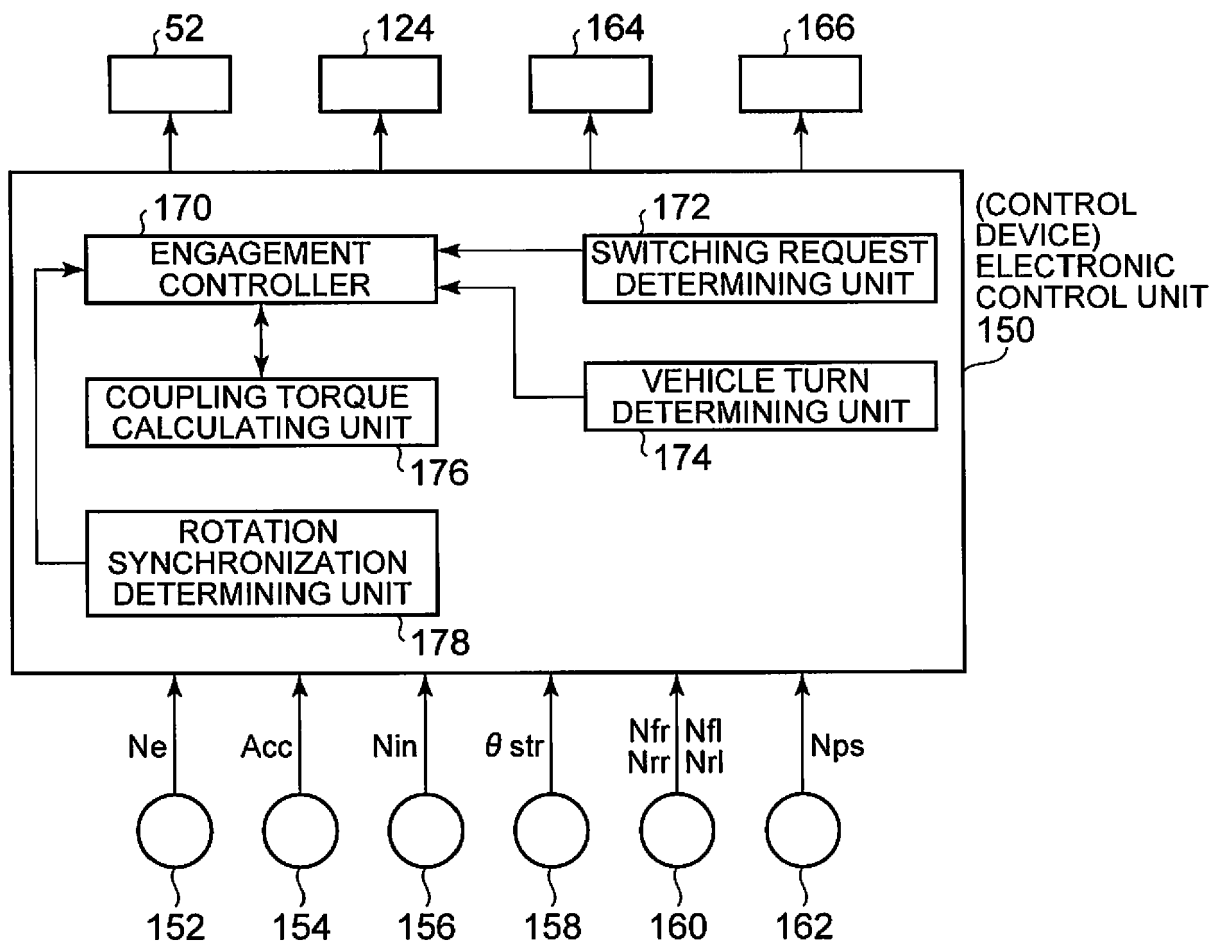 52
124
164
166
170
ENGAGEMENT
CONTROLLER
172
SWITCHING REQUEST
DETERMINING UNIT
(CONTROL
DEVICE)
ELECTRONIC
CONTROL UNIT
150
COUPLING TORQUE
CALCULATING UNIT
176
VEHICLE TURN
DETERMINING UNIT
174
ROTATION
SYNCHRONIZATION
DETERMINING UNIT
178
Ne
Acc
Nin
θ str
Nfr Nfl
Nrr Nrl
Nps
152
154
156
158
160
162